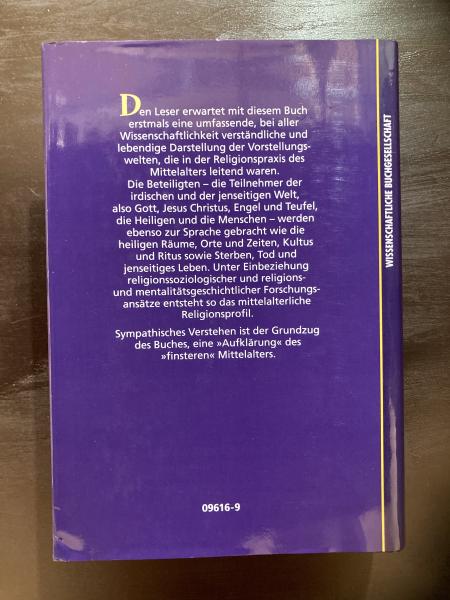 Den Leser erwartet mit diesem Buch
erstmals eine umfassende, bei aller
Wissenschaftlichkeit verständliche und
lebendige Darstellung der Vorstellungs-
welten, die in der Religionspraxis des
Mittelalters leitend waren.
Die Beteiligten – die Teilnehmer der
irdischen und der jenseitigen Welt,
also Gott, Jesus Christus, Engel und Teufel,
die Heiligen und die Menschen – werden
ebenso zur Sprache gebracht wie die
heiligen Räume, Orte und Zeiten, Kultus
und Ritus sowie Sterben, Tod und
jenseitiges Leben. Unter Einbeziehung
religionssoziologischer und religions-
und mentalitätsgeschichtlicher Forschungs-
ansätze entsteht so das mittelalterliche
Religionsprofil.
Sympathisches Verstehen ist der Grundzug
des Buches, eine »Aufklärung« des
»finsteren« Mittelalters.
09616-9
WISSENSCHAFTLICHE BUCHGESELLSCHAFT